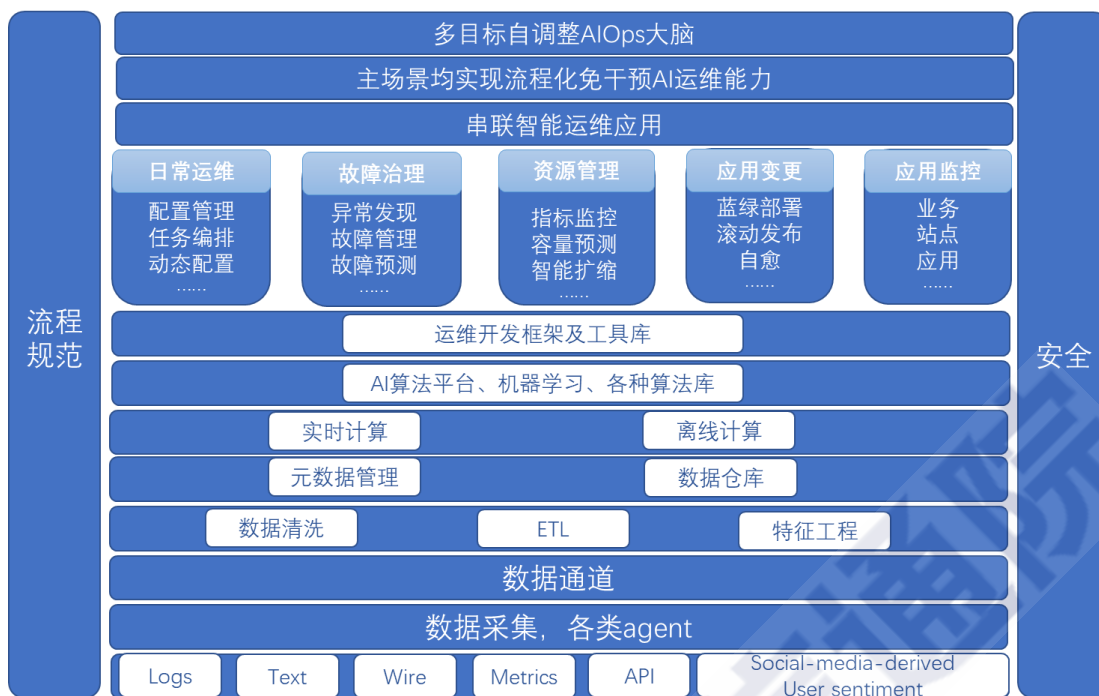 多目标自调整AIOps大脑
主场景均实现流程化免干预AI运维能力
串联智能运维应用
流程
规范
日常运维
配置管理
任务编排
动态配置
……
故障治理
异常发现
故障管理
故障预测
……
资源管理
指标监控
容量预测
智能扩缩
……
应用变更
蓝绿部署
滚动发布
自愈
……
应用监控
业务
站点
应用
……
安全
运维开发框架及工具库
AI算法平台、机器学习、各种算法库
实时计算
离线计算
元数据管理
数据仓库
数据清洗
ETL
特征工程
数据通道
数据采集，各类agent
Logs
Text
Wire
Metrics
API
Social-media-derived
User sentiment
通院